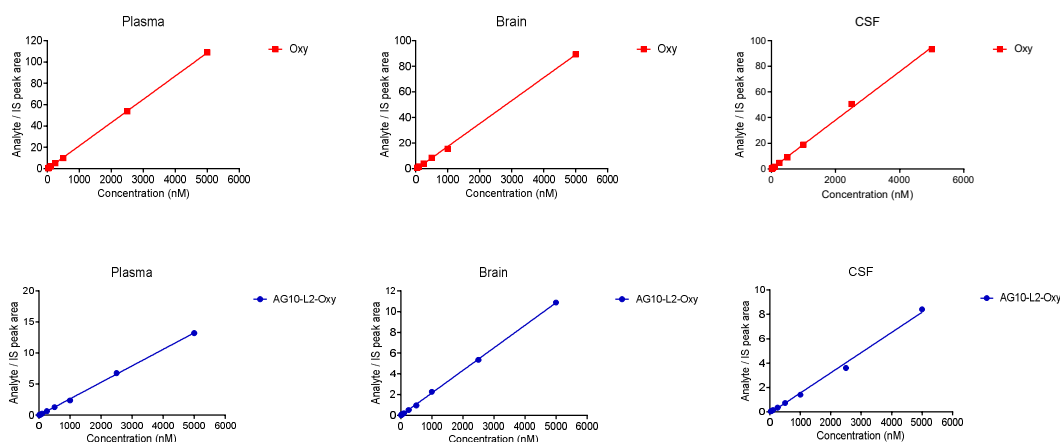 Plasma
Analyte / IS peak area
120
100
80
60
40
20
0
0 1000 2000 3000 4000 5000 6000
Concentration (nM)
Oxy
Brain
Analyte / IS peak area
100
80
60
40
20
0
0 1000 2000 3000 4000 5000 6000
Concentration (nM)
Oxy
CSF
Analyte / IS peak area
100
80
60
40
20
0
0 2000 4000 6000
Concentration (nM)
Oxy
Plasma
Analyte / IS peak area
20
15
10
5
0
0 1000 2000 3000 4000 5000 6000
Concentration (nM)
AG10-L2-Oxy
Brain
Analyte / IS peak area
12
10
8
6
4
2
0
0 1000 2000 3000 4000 5000 6000
Concentration (nM)
AG10-L2-Oxy
CSF
Analyte / IS peak area
10
8
6
4
2
0
0 1000 2000 3000 4000 5000 6000
Concentration (nM)
AG10-L2-Oxy